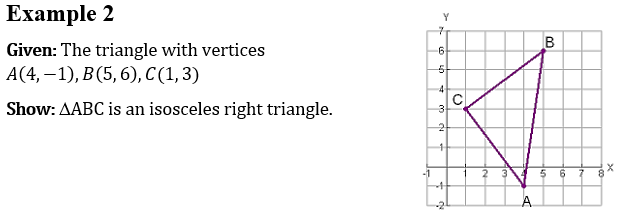 Example 2
Given: The triangle with vertices
A(4, −1), B(5, 6), C(1, 3)
Show: ΔABC is an isosceles right triangle.
Y
7
B
6
5
4
C
3
2
1
-1 1 2 3 4 5 6 7 8 X
-1
A
-2